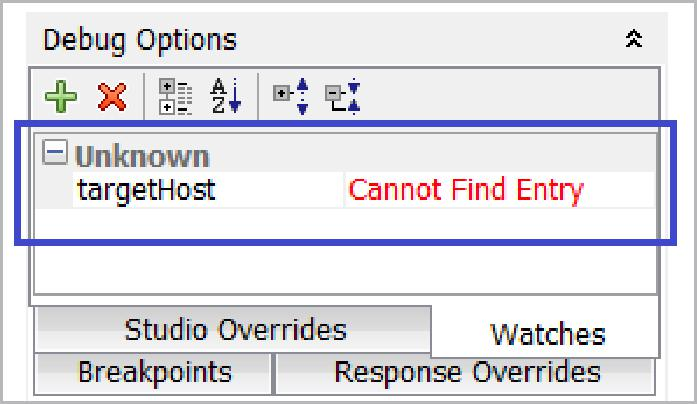 Debug Options
A
Z
Unknown
targetHost Cannot Find Entry
Studio Overrides Watches
Breakpoints Response Overrides